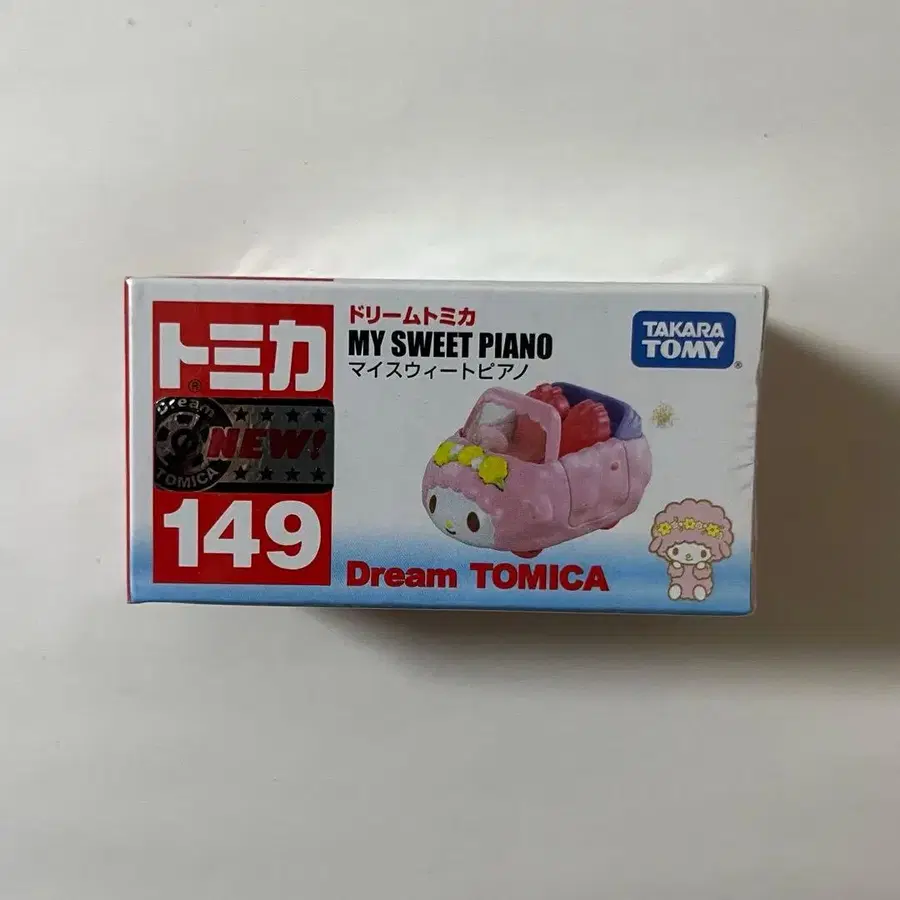 トミカ
®
Dream
TOMICA
NEW!
149
ドリームトミカ
MY SWEET PIANO
マイスウィートピアノ
Dream TOMICA
TAKARA
TOMY
®